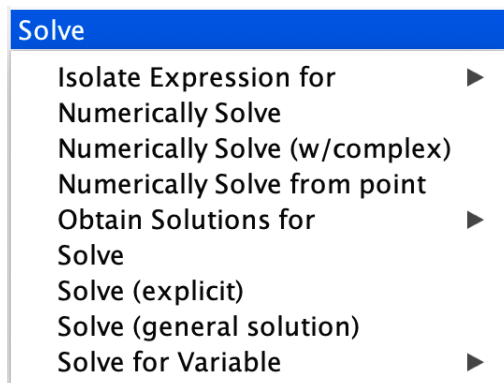 Solve
Isolate Expression for
Numerically Solve
Numerically Solve (w/complex)
Numerically Solve from point
Obtain Solutions for
Solve
Solve (explicit)
Solve (general solution)
Solve for Variable